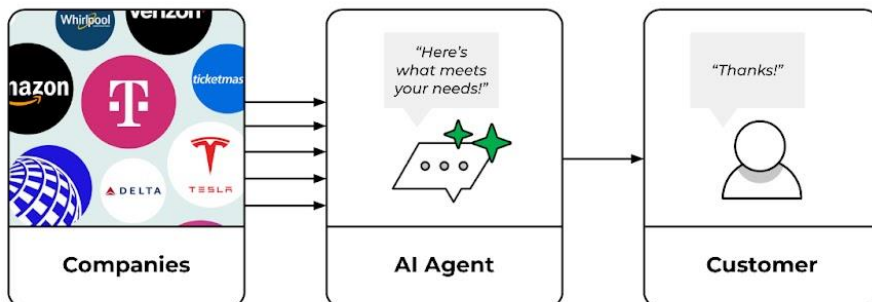 Whirlpool
verizon
amazon
T
ticketmas
DELTA
TESLA
Companies
“Here’s
what meets
your needs!”
AI Agent
“Thanks!”
Customer